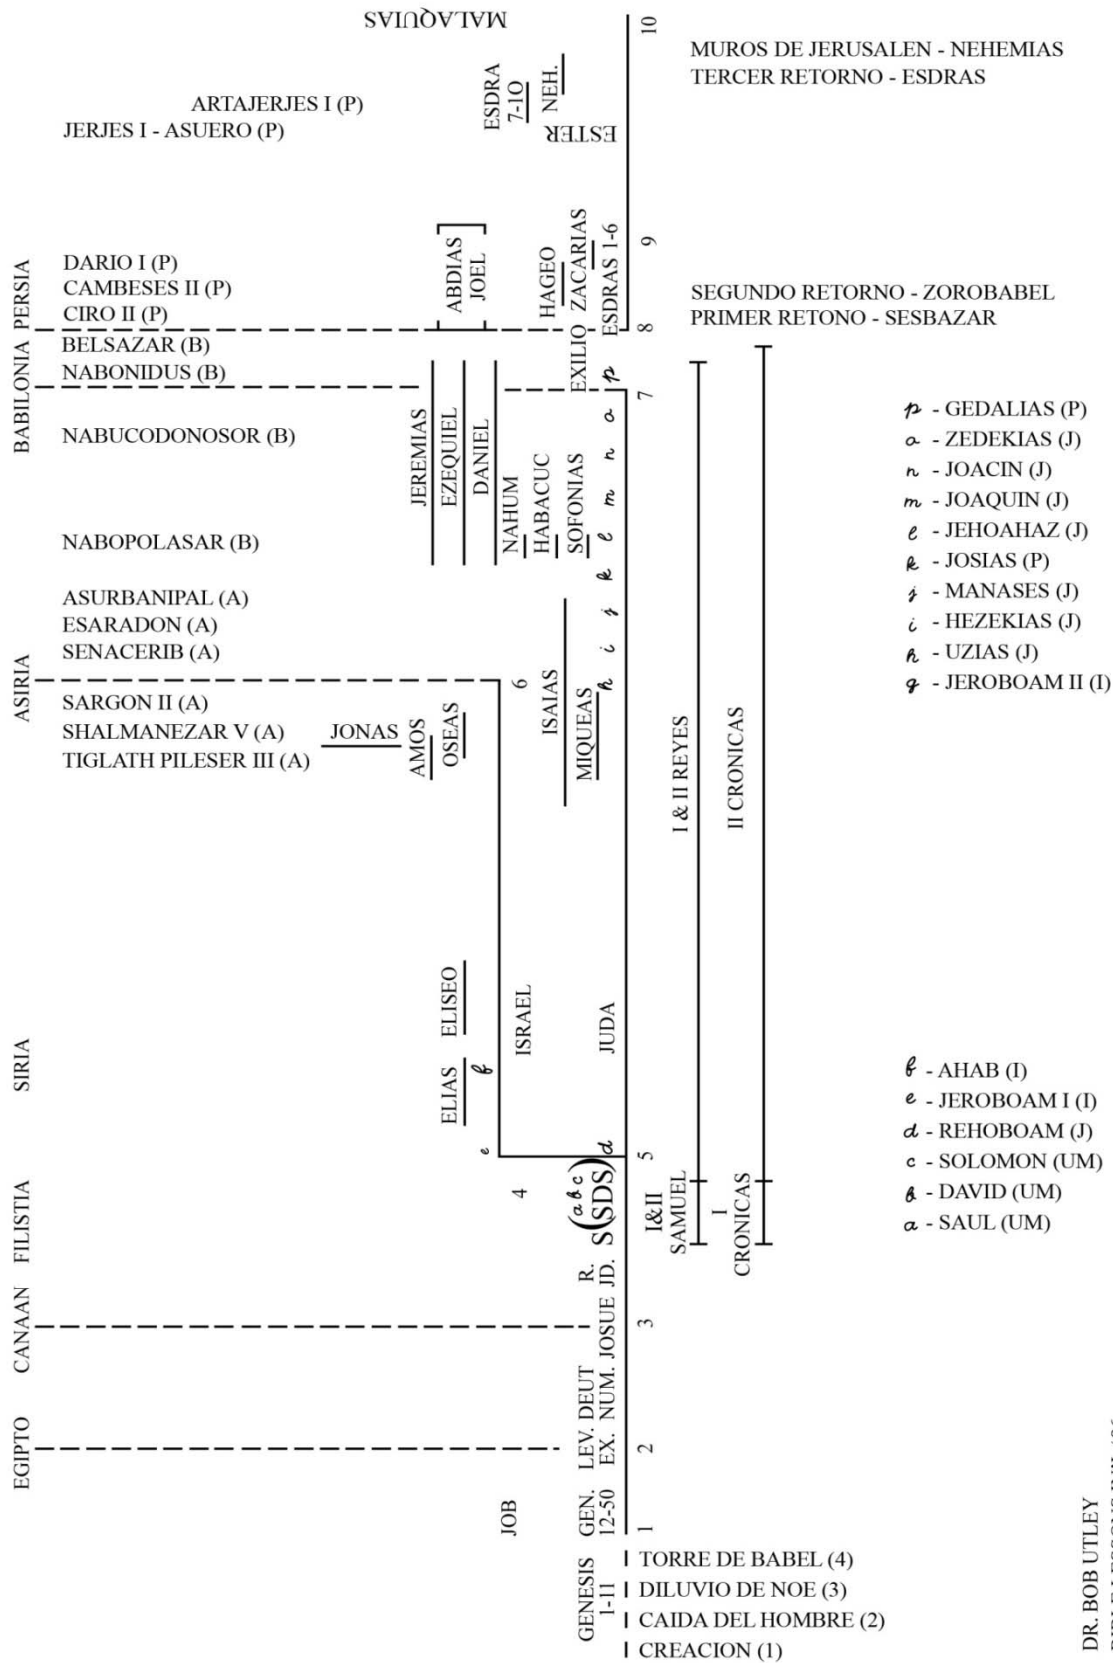 MALAQUIAS
10
MUROS DE JERUSALEN - NEHEMIAS
TERCER RETORNO - ESDRAS
ARTAJERJES I (P)
JERJES I - ASUERO (P)
ESDRA
7-10
NEH.
ESTER
PERSIA
DARIO I (P)
CAMBESES II (P)
CIRO II (P)
ABDIAS
JOEL
HAGEO
ZACARIAS
ESDRAS 1-6
9
8
SEGUNDO RETORNO - ZOROBABEL
PRIMER RETONO - SESBAZAR
BABILONIA
BELSAZAR (B)
NABONIDUS (B)
EXILIO
p
7
NABUCODONOSOR (B)
NABOPOLASAR (B)
JEREMIAS
EZEQUIEL
DANIEL
NAHUM
HABACUC
SOFONIAS
h i j k l m n o
p - GEDALIAS (P)
o - ZEDEKIAS (J)
n - JOACIN (J)
m - JOAQUIN (J)
l - JEHOAHAZ (J)
k - JOSIAS (P)
j - MANASES (J)
i - HEZEKIAS (J)
h - UZIAS (J)
g - JEROBOAM II (I)
ASIRIA
ASURBANIPAL (A)
ESARADON (A)
SENACERIB (A)
SARGON II (A)
SHALMANEZAR V (A)
TIGLATH PILESER III (A)
JONAS
AMOS
OSEAS
6
ISAIAS
MIQUEAS
I & II REYES
II CRONICAS
SIRIA
ELISEO
ELIAS
f
e
ISRAEL
JUDA
d
5
f - AHAB (I)
e - JEROBOAM I (I)
d - REHOBOAM (J)
c - SOLOMON (UM)
b - DAVID (UM)
a - SAUL (UM)
FILISTIA
4
a b c
S(SDS)
I&II
SAMUEL
I
CRONICAS
CANAAN
R.
JD.
JOSUE
3
EGIPTO
LEV. DEUT
EX. NUM.
2
JOB
GEN.
12-50
1
GENESIS
1-11
TORRE DE BABEL (4)
DILUVIO DE NOE (3)
CAIDA DEL HOMBRE (2)
CREACION (1)
DR. BOB UTLEY